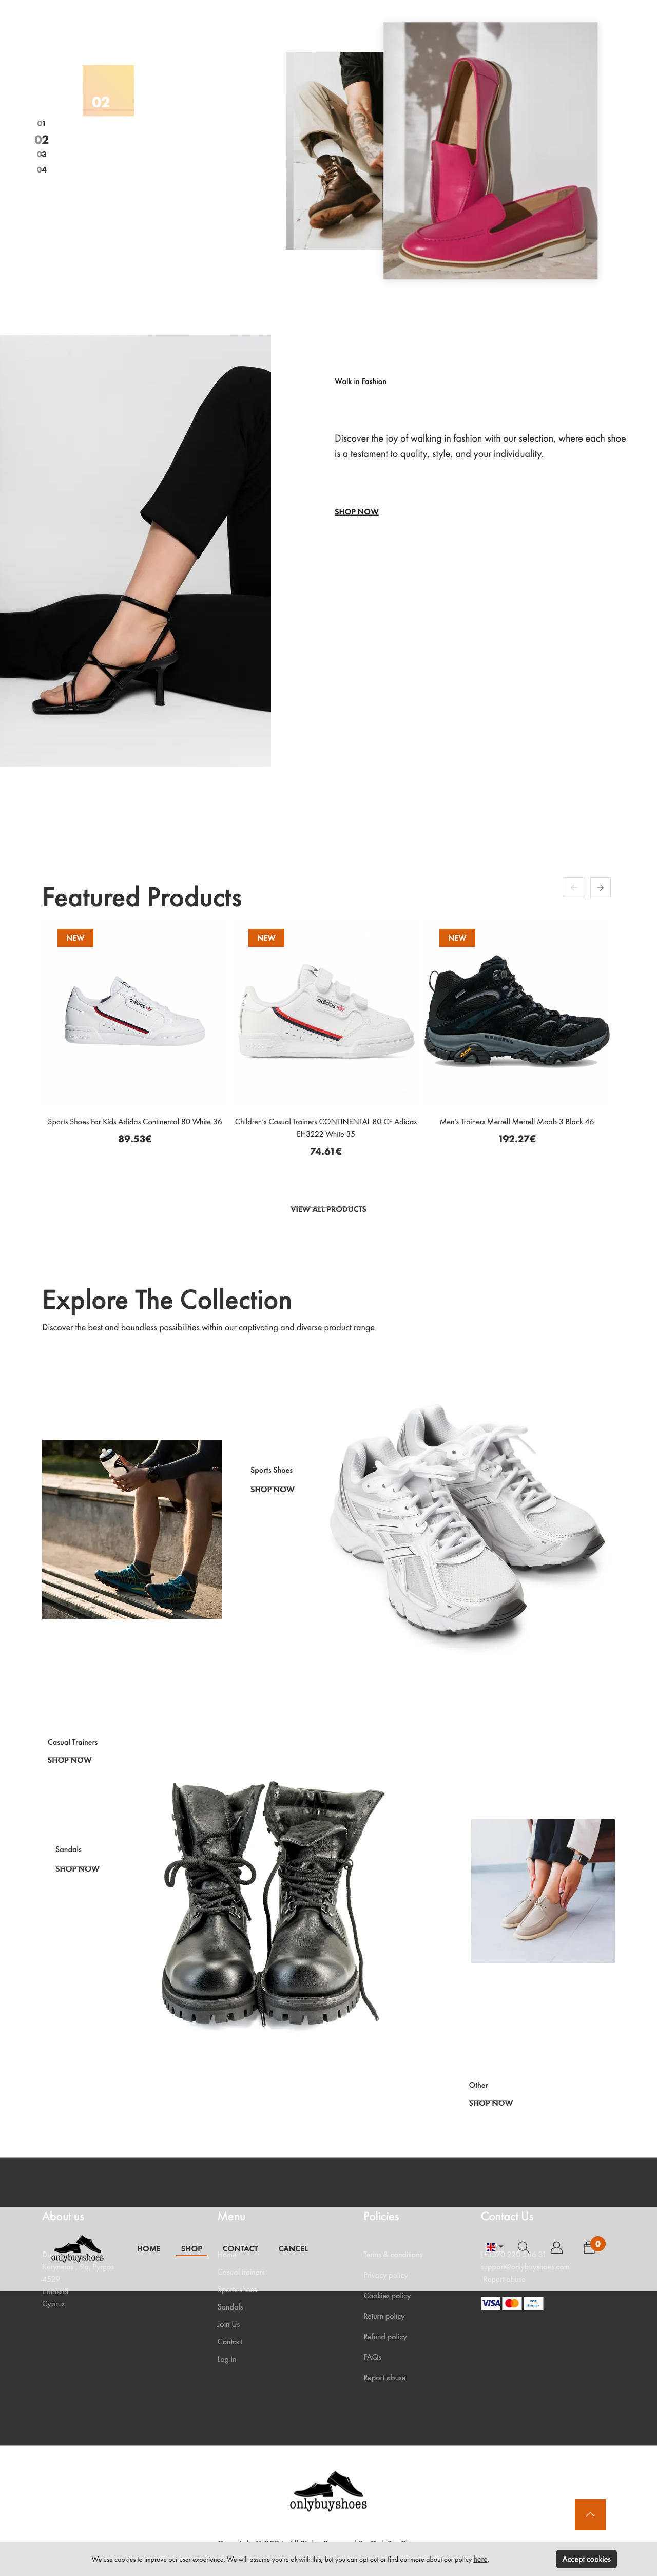 02
01
02
03
04
Walk in Fashion
Discover the joy of walking in fashion with our selection, where each shoe
is a testament to quality, style, and your individuality.
SHOP NOW
Featured Products
NEW
NEW
NEW
Sports Shoes For Kids Adidas Continental 80 White 36
89.53€
Children's Casual Trainers CONTINENTAL 80 CF Adidas
EH3222 White 35
74.61€
Men's Trainers Merrell Merrell Moab 3 Black 46
192.27€
VIEW ALL PRODUCTS
Explore The Collection
Discover the best and boundless possibilities within our captivating and diverse product range
Sports Shoes
SHOP NOW
Casual Trainers
SHOP NOW
Sandals
SHOP NOW
Other
SHOP NOW
About us
Menu
Policies
Contact Us
onlybuyshoes
HOME
SHOP
CONTACT
CANCEL
0
4529
Limassol
Cyprus
Casual trainers
Sports shoes
Sandals
Join Us
Contact
Log in
Terms & conditions
Privacy policy
Cookies policy
Return policy
Refund policy
FAQs
Report abuse
Report abuse
VISA
onlybuyshoes
We use cookies to improve our user experience. We will assume you're ok with this, but you can opt out or find out more about our policy here.
Accept cookies